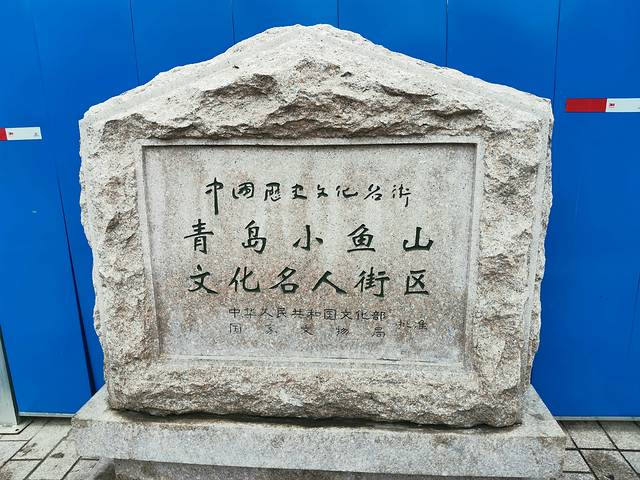 中国历史文化名街
青岛小鱼山
文化名人街区
中华人民共和国文化部
国家文物局 批准